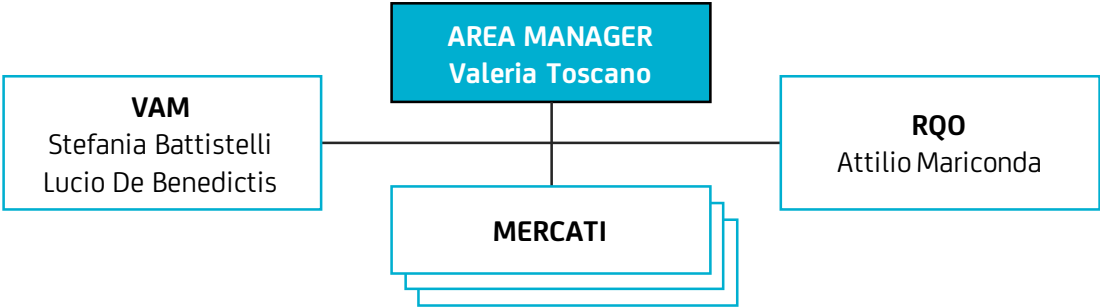 AREA MANAGER
Valeria Toscano
VAM
Stefania Battistelli
Lucio De Benedictis
RQO
Attilio Mariconda
MERCATI